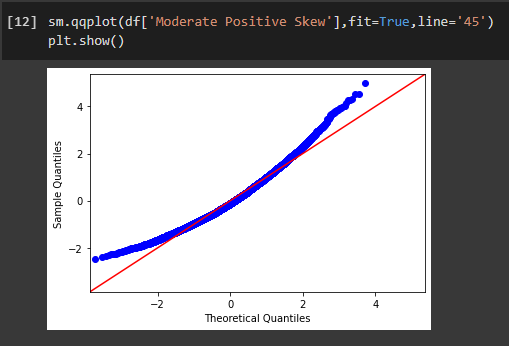 [12] sm.qqplot(df['Moderate Positive Skew'],fit=True,line='45')
plt.show()
4
2
0
−2
Sample Quantiles
−2 0 2 4
Theoretical Quantiles